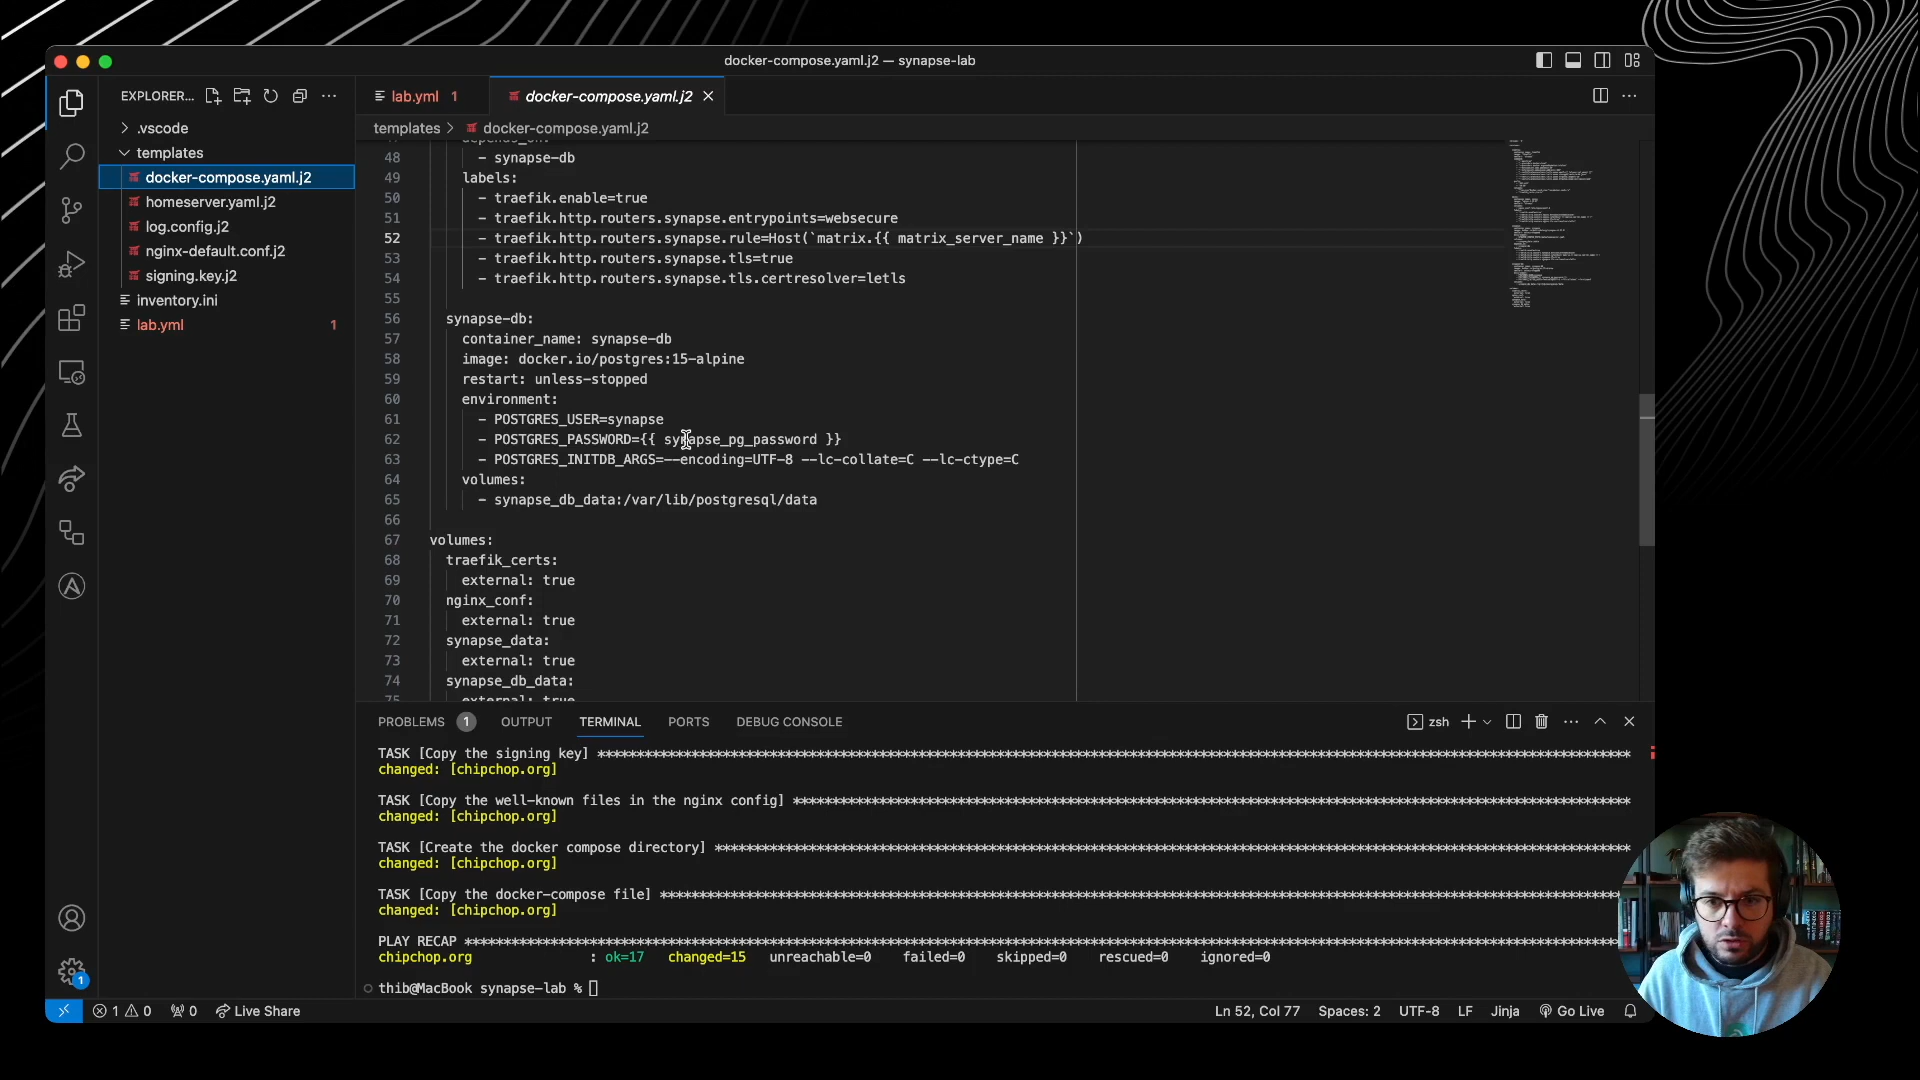 docker-compose.yaml.j2 — synapse-lab
EXPLORER...
lab.yml 1
docker-compose.yaml.j2
templates > docker-compose.yaml.j2
.vscode
templates
docker-compose.yaml.j2
homeserver.yaml.j2
log.config.j2
nginx-default.conf.j2
signing.key.j2
inventory.ini
lab.yml 1
depends_on:
48 - synapse-db
49 labels:
50 - traefik.enable=true
51 - traefik.http.routers.synapse.entrypoints=websecure
52 - traefik.http.routers.synapse.rule=Host(`matrix.{{ matrix_server_name }}`)
53 - traefik.http.routers.synapse.tls=true
54 - traefik.http.routers.synapse.tls.certresolver=letls
55
56 synapse-db:
57 container_name: synapse-db
58 image: docker.io/postgres:15-alpine
59 restart: unless-stopped
60 environment:
61 - POSTGRES_USER=synapse
62 - POSTGRES_PASSWORD={{ synapse_pg_password }}
63 - POSTGRES_INITDB_ARGS=--encoding=UTF-8 --lc-collate=C --lc-ctype=C
64 volumes:
65 - synapse_db_data:/var/lib/postgresql/data
66
67 volumes:
68 traefik_certs:
69 external: true
70 nginx_conf:
71 external: true
72 synapse_data:
73 external: true
74 synapse_db_data:
75 external: true
PROBLEMS 1 OUTPUT TERMINAL PORTS DEBUG CONSOLE
zsh
TASK [Copy the signing key] ****************************************************************
changed: [chipchop.org]
TASK [Copy the well-known files in the nginx config] ****************************************************************
changed: [chipchop.org]
TASK [Create the docker compose directory] ****************************************************************
changed: [chipchop.org]
TASK [Copy the docker-compose file] ****************************************************************
changed: [chipchop.org]
PLAY RECAP ****************************************************************
chipchop.org : ok=17 changed=15 unreachable=0 failed=0 skipped=0 rescued=0 ignored=0
thib@MacBook synapse-lab %
1
1 0 0 Live Share
Ln 52, Col 77 Spaces: 2 UTF-8 LF Jinja Go Live